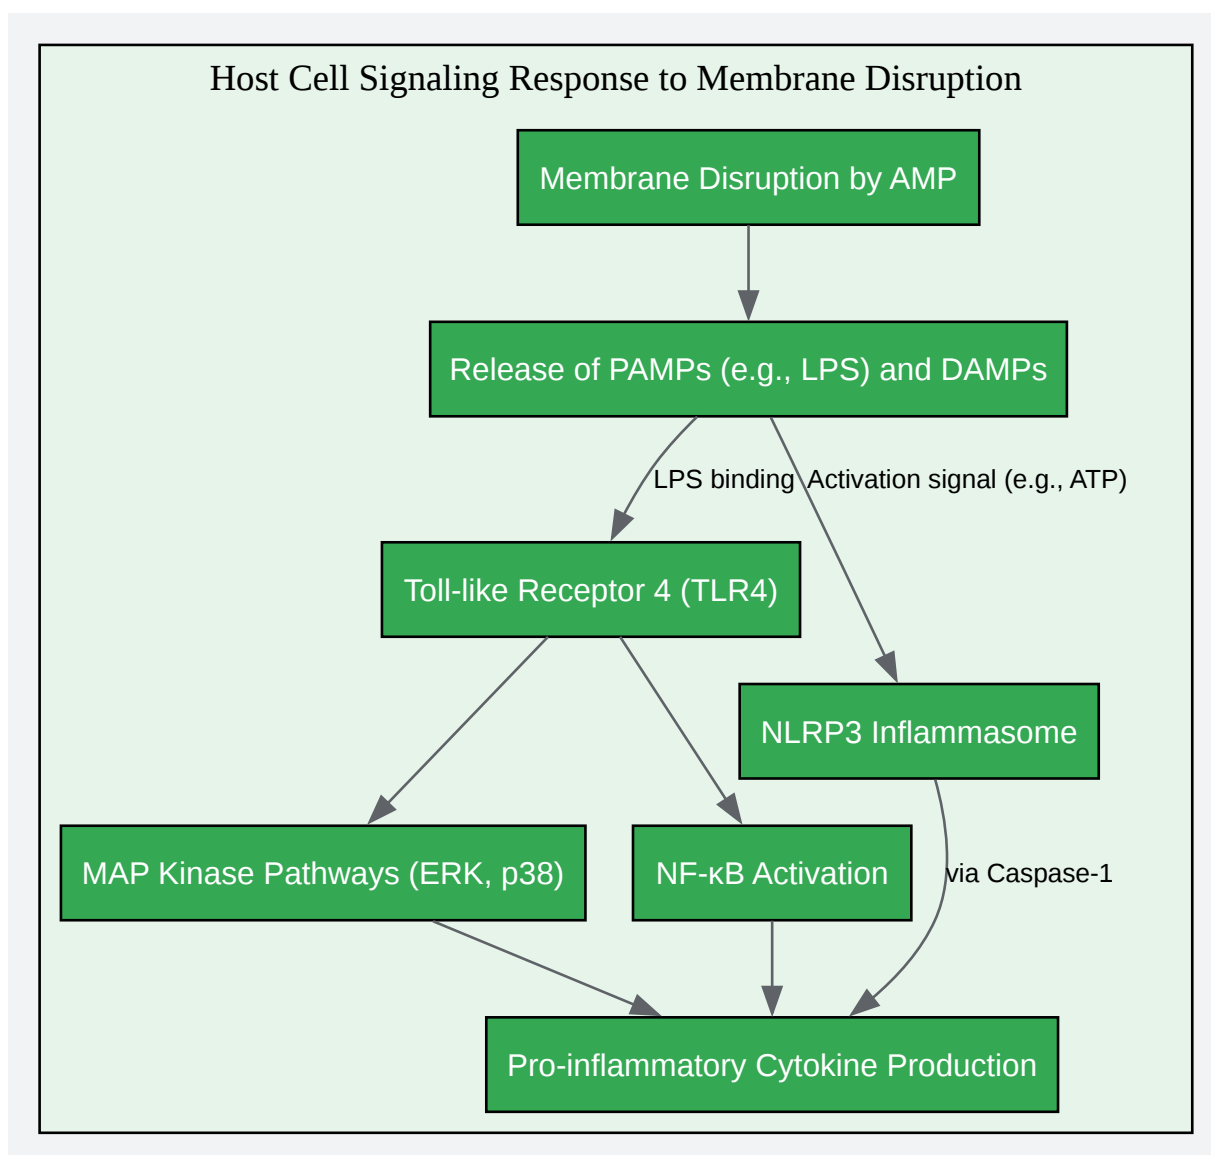 Host Cell Signaling Response to Membrane Disruption
Membrane Disruption by AMP
Release of PAMPs (e.g., LPS) and DAMPs
LPS binding
Activation signal (e.g., ATP)
Toll-like Receptor 4 (TLR4)
NLRP3 Inflammasome
MAP Kinase Pathways (ERK, p38)
NF-κB Activation
via Caspase-1
Pro-inflammatory Cytokine Production